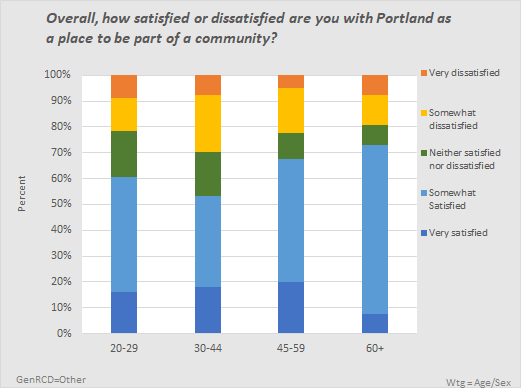 Overall, how satisfied or dissatisfied are you with Portland as
a place to be part of a community?
100%
90%
80%
70%
60%
50%
40%
30%
20%
10%
0%
Percent
20-29
30-44
45-59
60+
Very dissatisfied
Somewhat
dissatisfied
Neither satisfied
nor dissatisfied
Somewhat
Satisfied
Very satisfied
GenRCD=Other
Wtg = Age/Sex